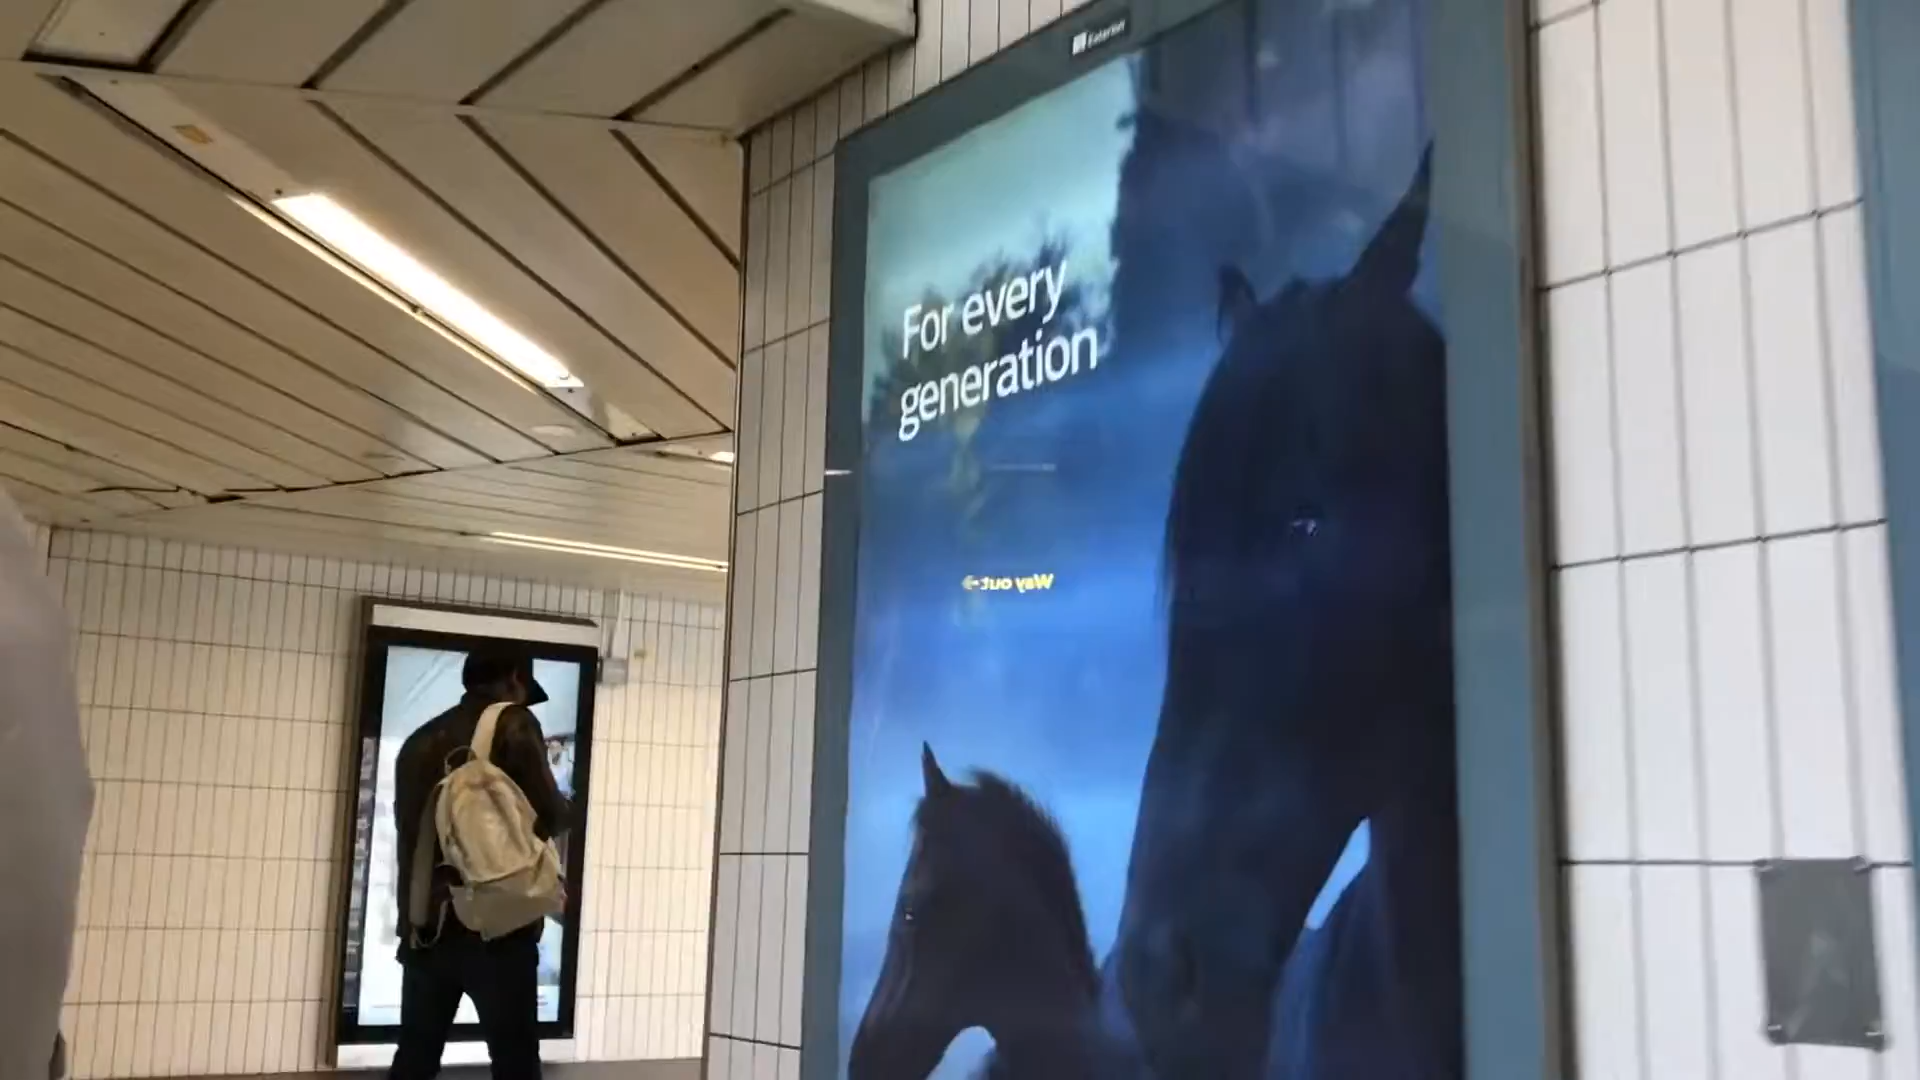 For every
generation
Way out →